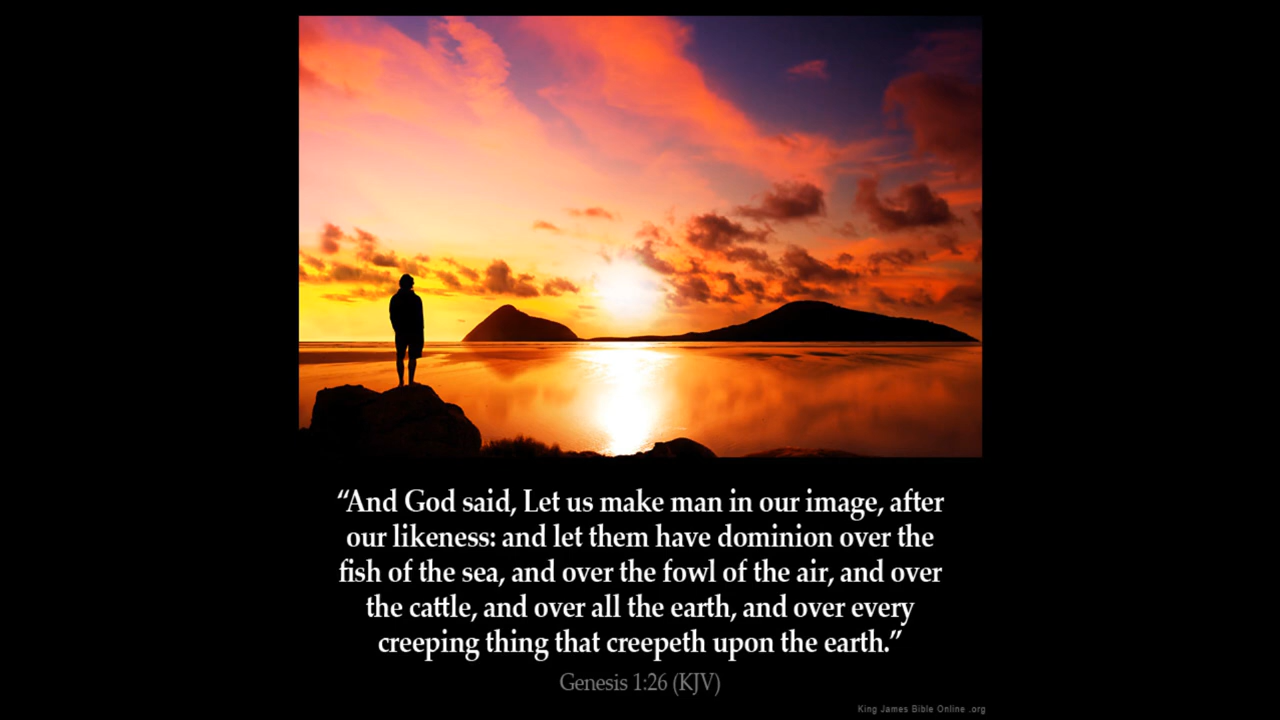 “And God said, Let us make man in our image, after
our likeness: and let them have dominion over the
fish of the sea, and over the fowl of the air, and over
the cattle, and over all the earth, and over every
creeping thing that creepeth upon the earth.”
Genesis 1:26 (KJV)
King James Bible Online .org